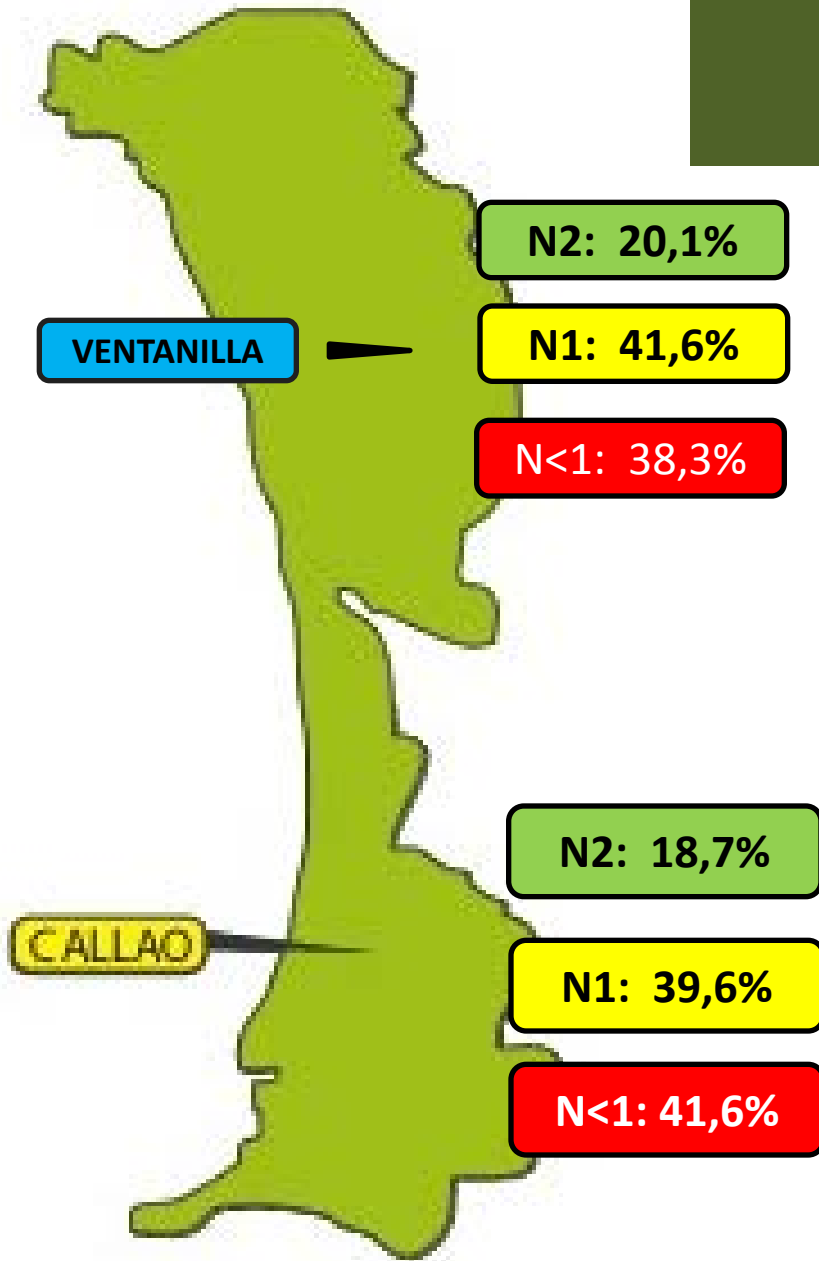 N2: 20,1%
VENTANILLA
N1: 41,6%
N<1: 38,3%
N2: 18,7%
CALLAO
N1: 39,6%
N<1: 41,6%